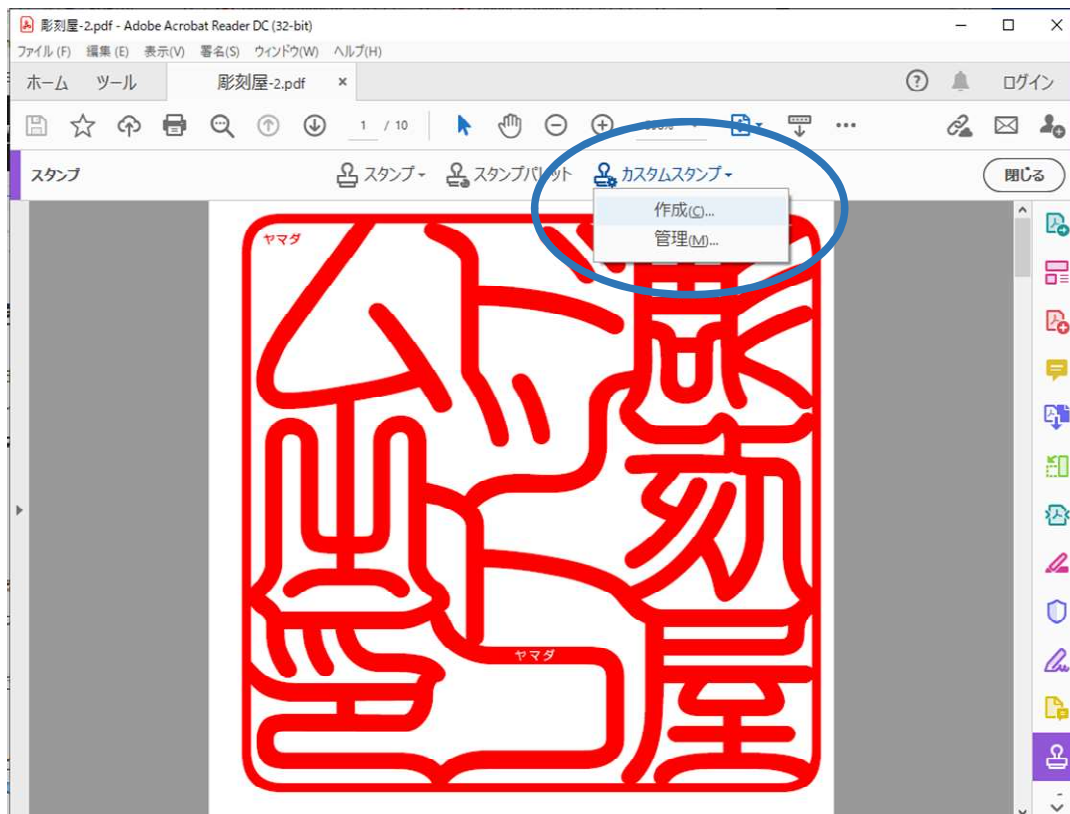 彫刻屋-2.pdf - Adobe Acrobat Reader DC (32-bit)
ファイル(F) 編集(E) 表示(V) 署名(S) ウィンドウ(W) ヘルプ(H)
ホーム ツール 彫刻屋-2.pdf × ログイン
1 / 10
スタンプ スタンプ スタンプパレット カスタムスタンプ 閉じる
作成(C)...
管理(M)...
ヤマダ
彫刻屋
ヤマダ